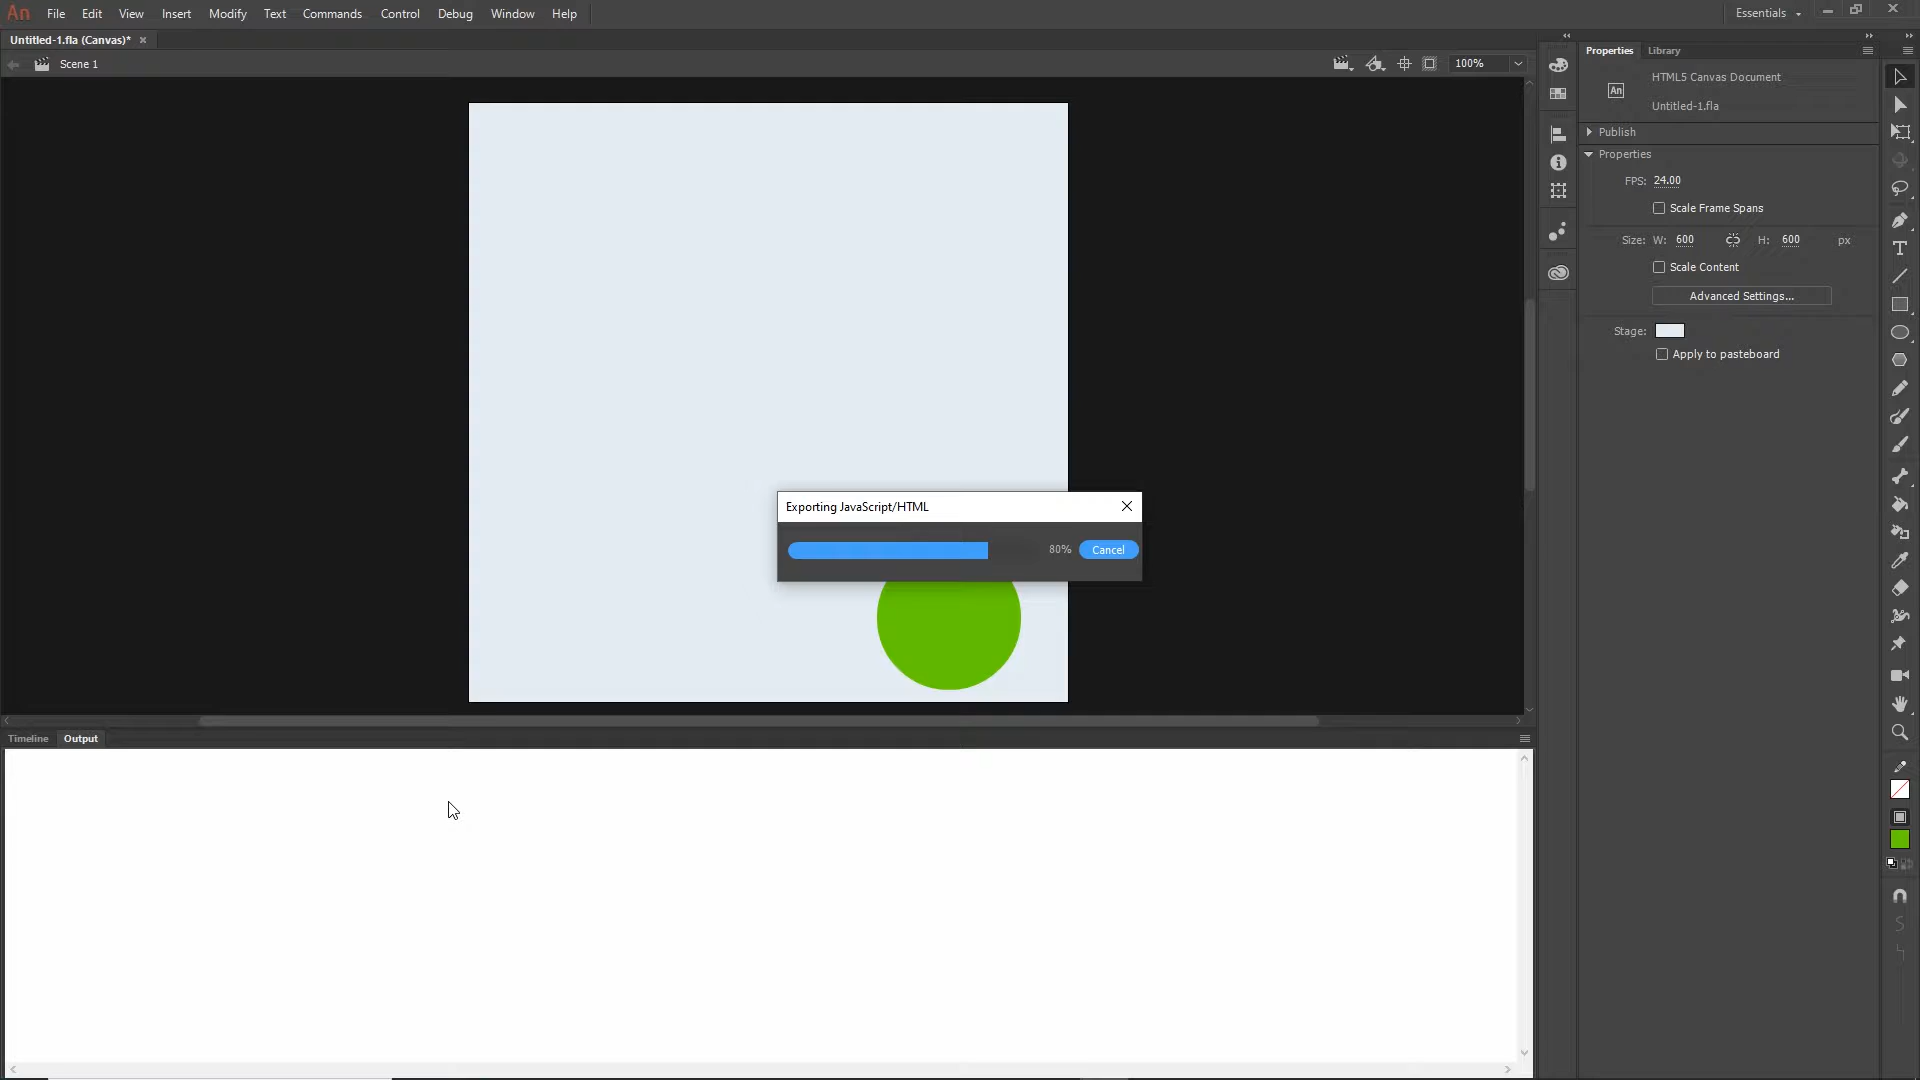 An File Edit View Insert Modify Text Commands Control Debug Window Help Essentials
Untitled-1.fla (Canvas)*
Scene 1
100%
Properties Library
HTML5 Canvas Document
An
Untitled-1.fla
Publish
Properties
FPS: 24.00
Scale Frame Spans
Size: W: 600 H: 600 px
Scale Content
Advanced Settings...
Stage:
Apply to pasteboard
Exporting JavaScript/HTML
80% Cancel
Timeline Output